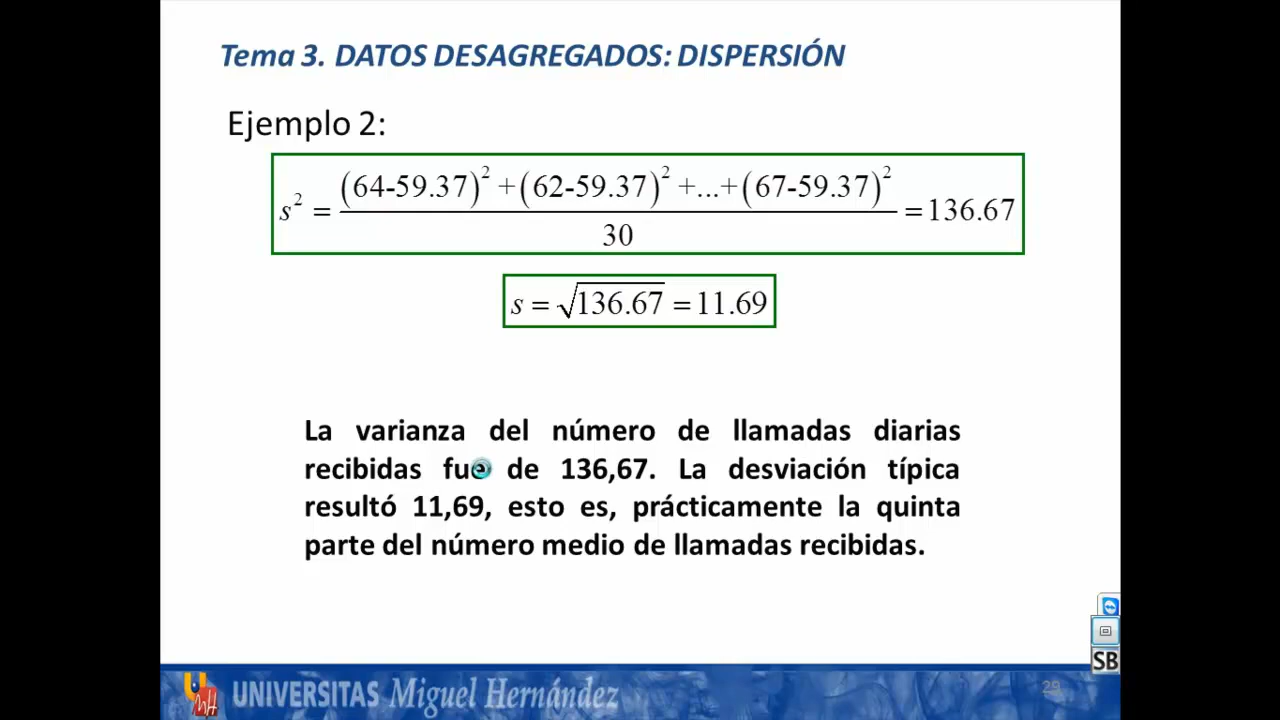 Tema 3. DATOS DESAGREGADOS: DISPERSIÓN
Ejemplo 2:
s² = ((64-59.37)² + (62-59.37)² +...+ (67-59.37)²) / 30 = 136.67
s = √136.67 = 11.69
La varianza del número de llamadas diarias
recibidas fue de 136,67. La desviación típica
resultó 11,69, esto es, prácticamente la quinta
parte del número medio de llamadas recibidas.
SB
UNIVERSITAS Miguel Hernández
29